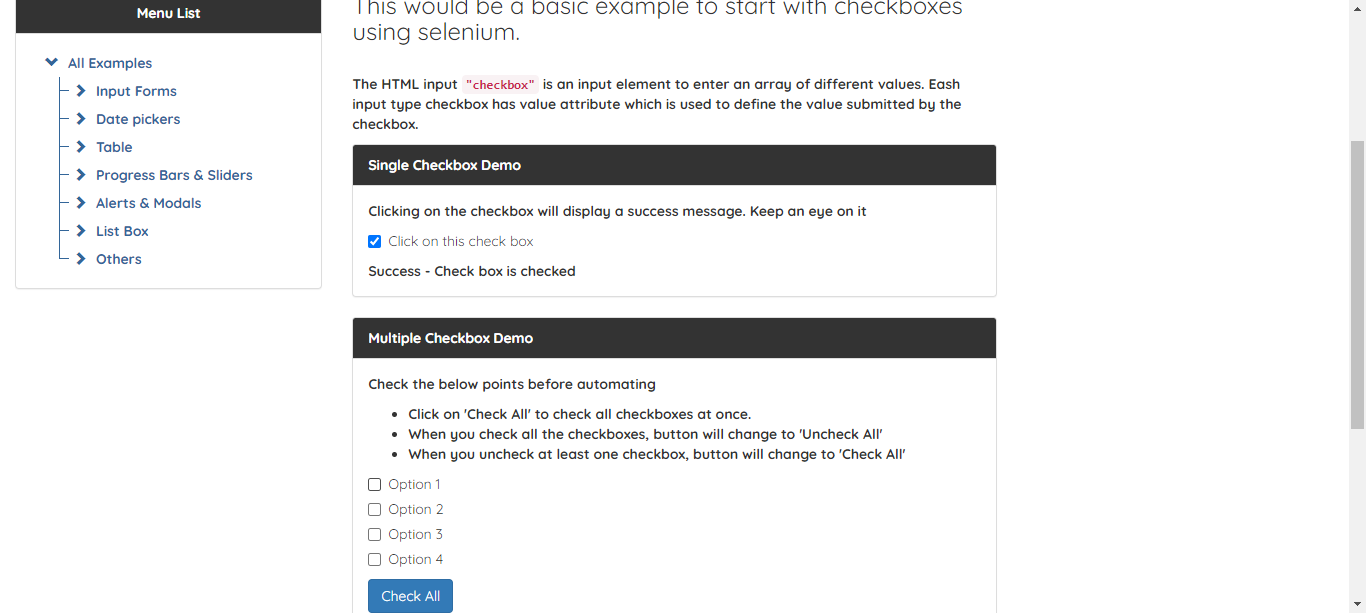 Menu List
All Examples
Input Forms
Date pickers
Table
Progress Bars & Sliders
Alerts & Modals
List Box
Others
This would be a basic example to start with checkboxes
using selenium.
The HTML input "checkbox" is an input element to enter an array of different values. Eash
input type checkbox has value attribute which is used to define the value submitted by the
checkbox.
Single Checkbox Demo
Clicking on the checkbox will display a success message. Keep an eye on it
Click on this check box
Success - Check box is checked
Multiple Checkbox Demo
Check the below points before automating
Click on 'Check All' to check all checkboxes at once.
When you check all the checkboxes, button will change to 'Uncheck All'
When you uncheck at least one checkbox, button will change to 'Check All'
Option 1
Option 2
Option 3
Option 4
Check All